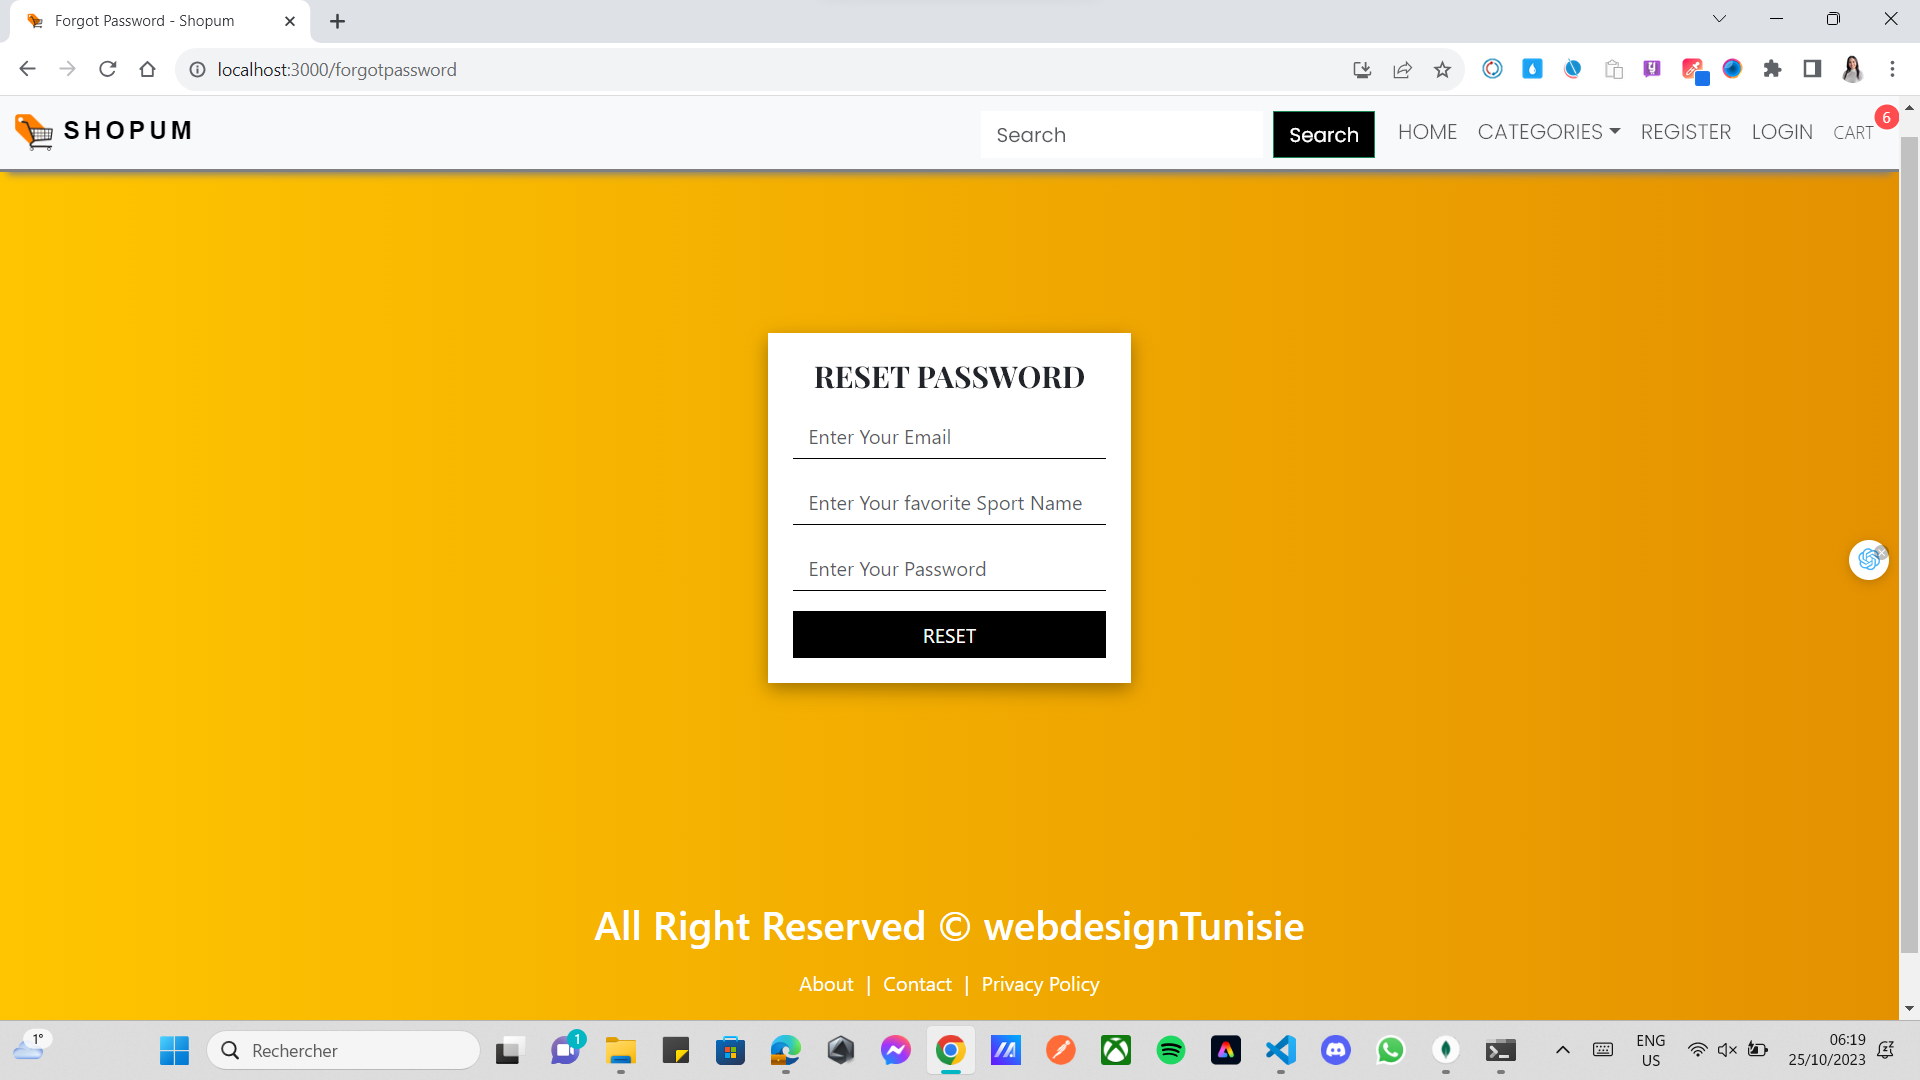 Forgot Password - Shopum
localhost:3000/forgotpassword
SHOPUM
Search
Search
HOME
CATEGORIES
REGISTER
LOGIN
CART
6
RESET PASSWORD
Enter Your Email
Enter Your favorite Sport Name
Enter Your Password
RESET
All Right Reserved © webdesignTunisie
About | Contact | Privacy Policy
1°
Rechercher
1
ENG
US
06:19
25/10/2023